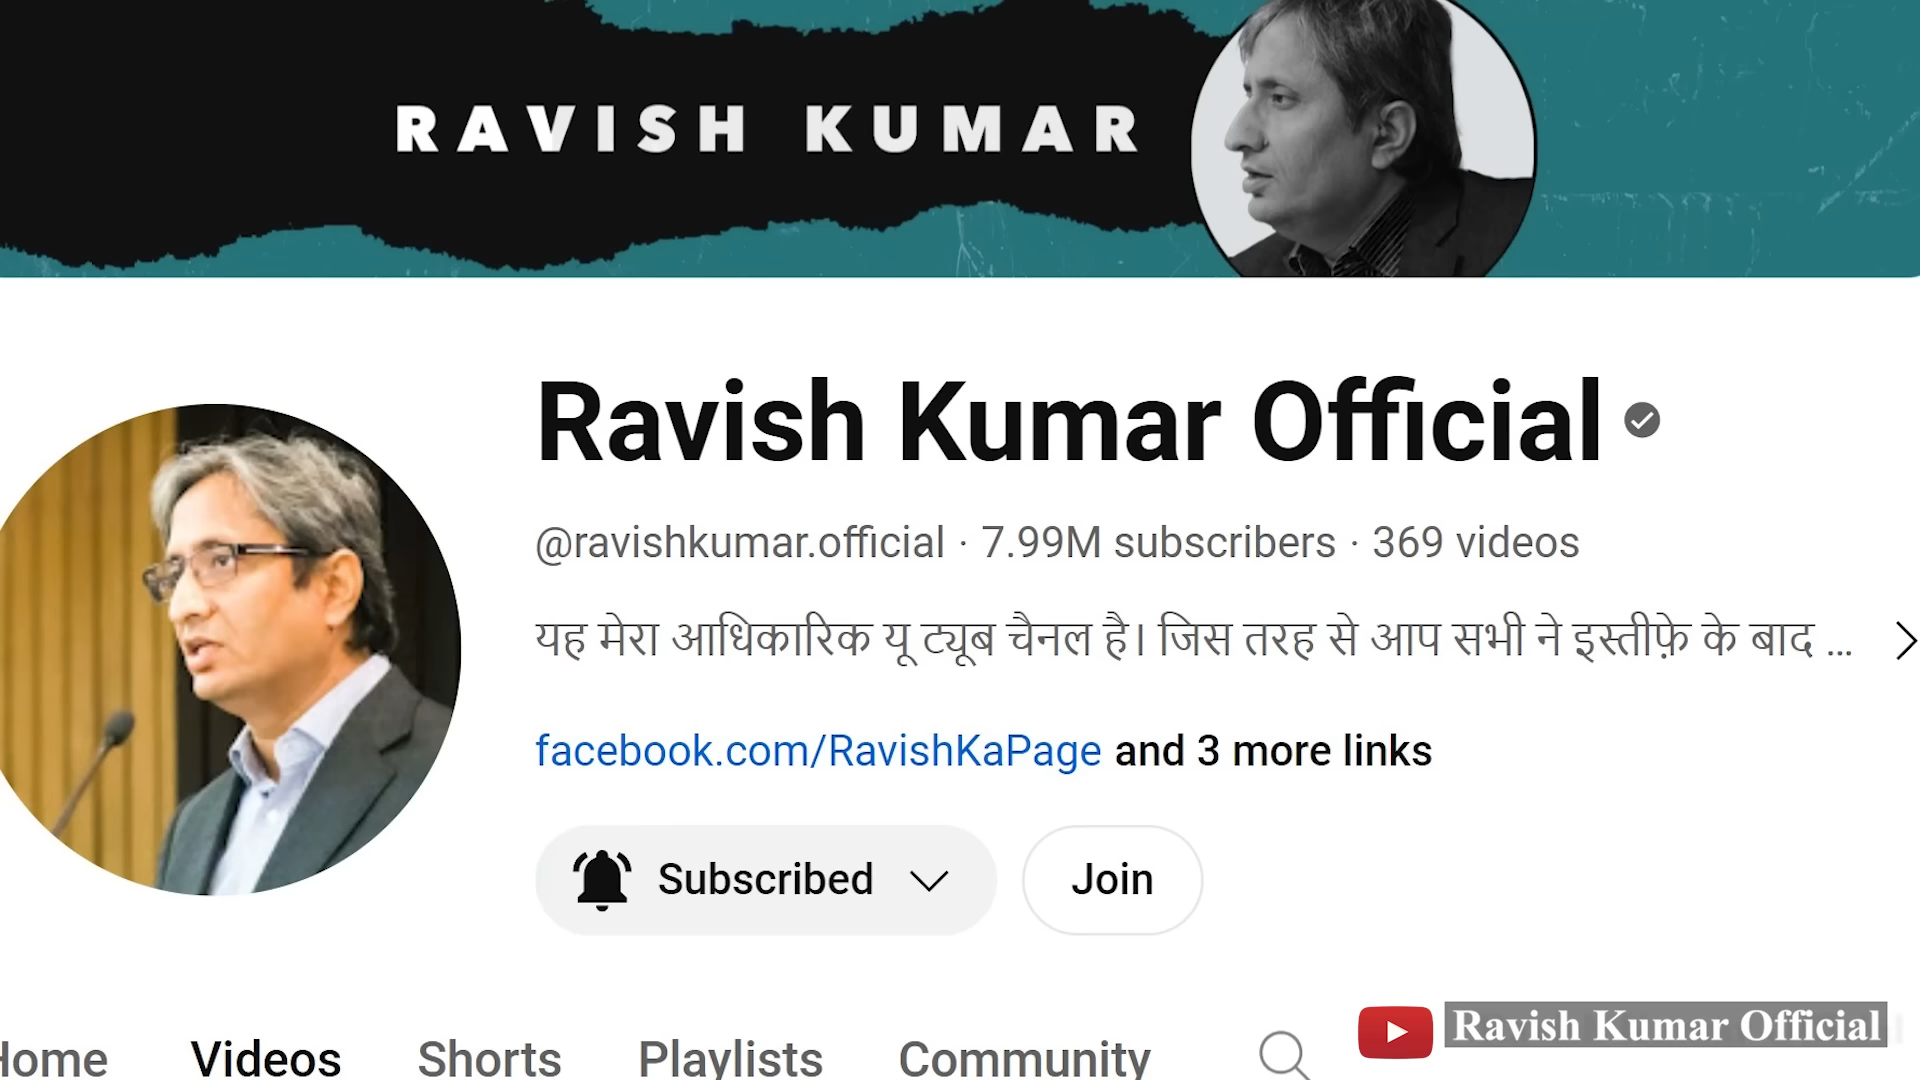 RAVISH KUMAR
Ravish Kumar Official
@ravishkumar.official · 7.99M subscribers · 369 videos
यह मेरा आधिकारिक यू ट्यूब चैनल है। जिस तरह से आप सभी ने इस्तीफ़े के बाद ...
facebook.com/RavishKaPage and 3 more links
Subscribed
Join
Home Videos Shorts Playlists Community
Ravish Kumar Official